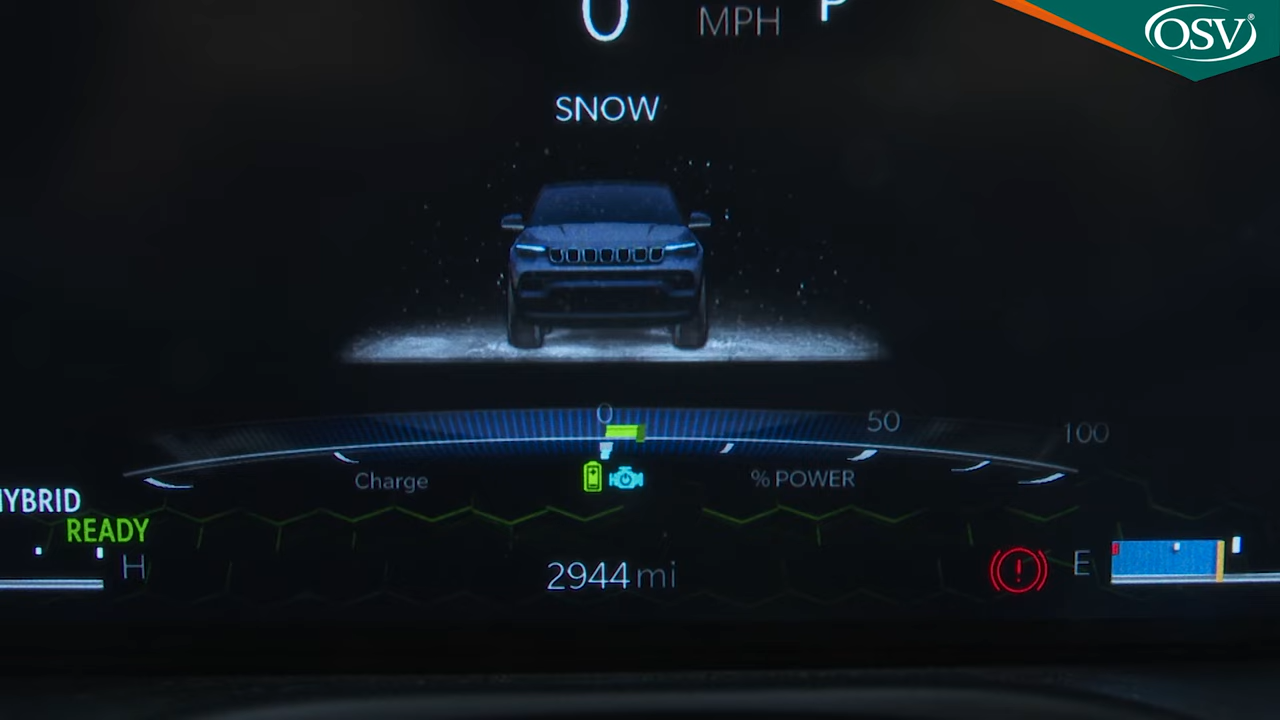 0 MPH P
OSV®
SNOW
0 50 100
Charge % POWER
HYBRID
READY
H 2944 mi E